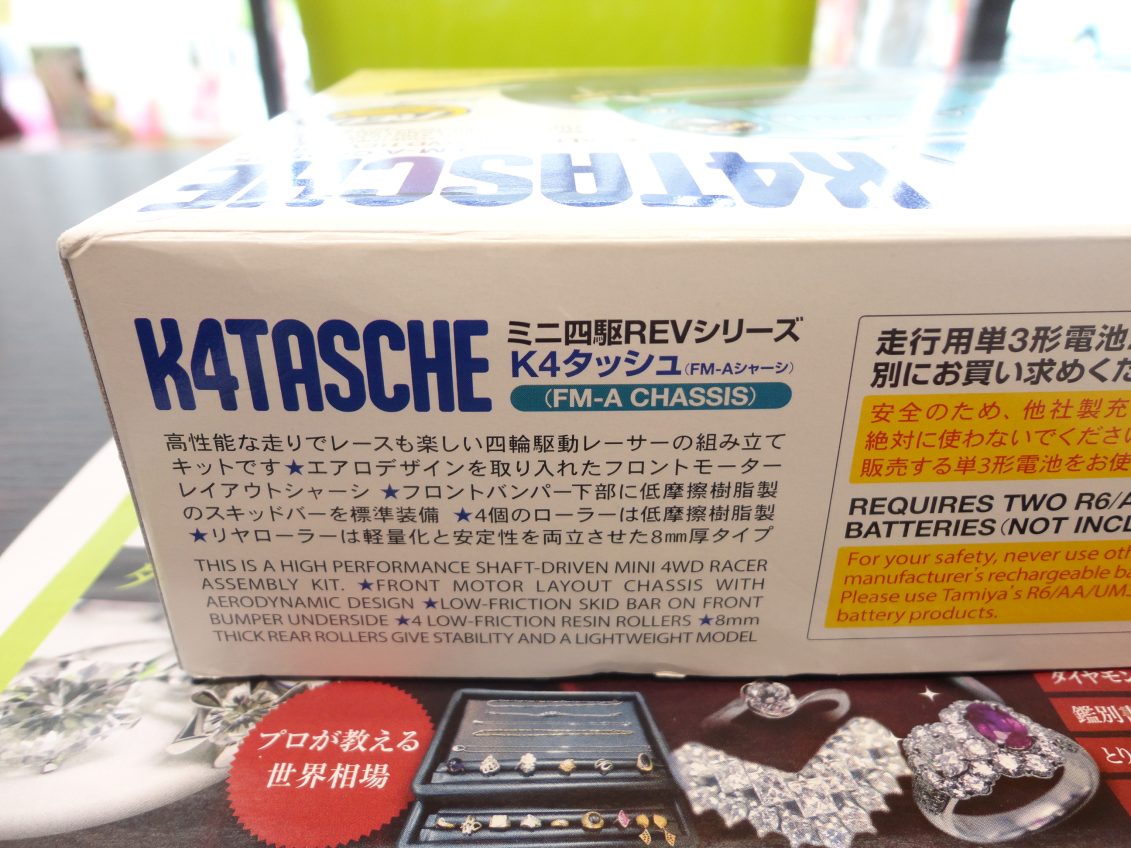 K4TASCHE
K4TASCHE
ミニ四駆REVシリーズ
K4タッシュ(FM-Aシャーシ)
(FM-A CHASSIS)
高性能な走りでレースも楽しい四輪駆動レーサーの組み立て
キットです★エアロデザインを取り入れたフロントモーター
レイアウトシャーシ ★フロントバンパー下部に低摩擦樹脂製
のスキッドバーを標準装備 ★4個のローラーは低摩擦樹脂製
★リヤローラーは軽量化と安定性を両立させた8mm厚タイプ
THIS IS A HIGH PERFORMANCE SHAFT-DRIVEN MINI 4WD RACER
ASSEMBLY KIT. ★FRONT MOTOR LAYOUT CHASSIS WITH
AERODYNAMIC DESIGN ★LOW-FRICTION SKID BAR ON FRONT
BUMPER UNDERSIDE ★4 LOW-FRICTION RESIN ROLLERS ★8mm
THICK REAR ROLLERS GIVE STABILITY AND A LIGHTWEIGHT MODEL
走行用単3形電池
別にお買い求めくだ
安全のため、他社製充
絶対に使わないでください
販売する単3形電池をお使
REQUIRES TWO R6/A
BATTERIES (NOT INCL
For your safety, never use oth
manufacturer's rechargeable ba
Please use Tamiya's R6/AA/UM
battery products.
プロが教える
世界相場
ダイヤモン
鑑別書
とり